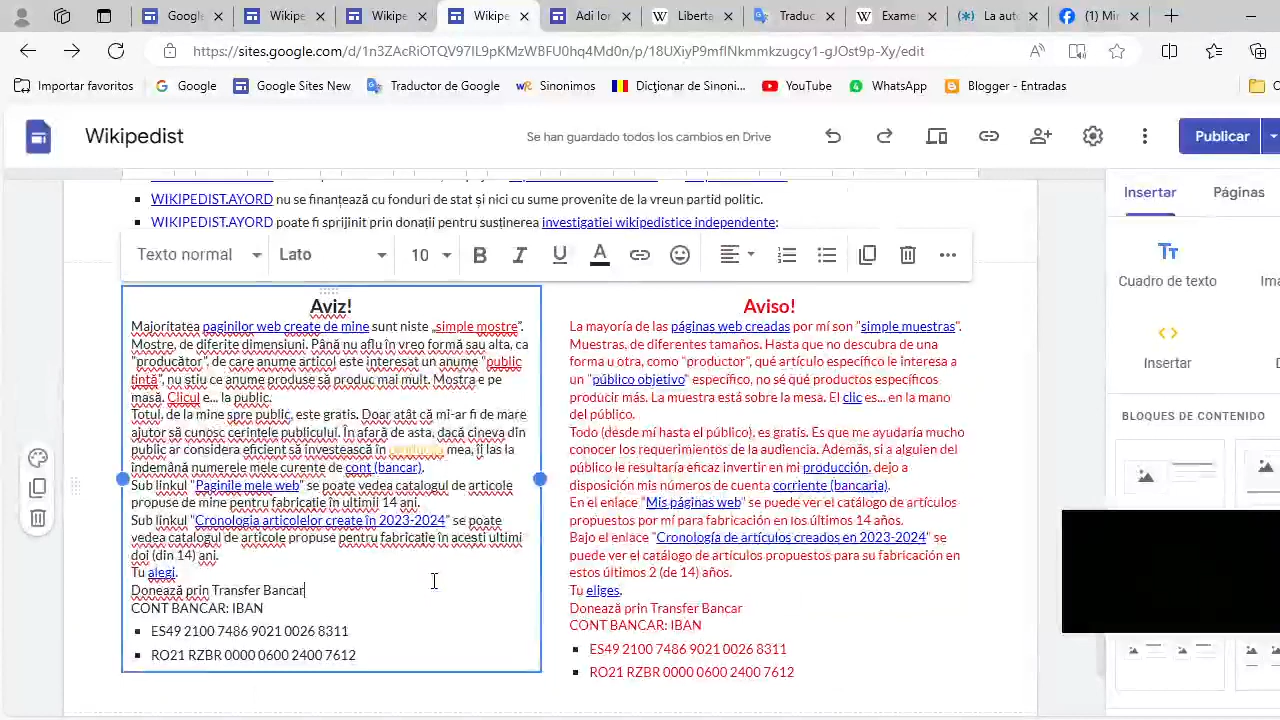 Google
Wikipe
Wikipe
Wikipe
Adi lor
Liberta
Traduc
Exame
La aut
(1) Mir
https://sites.google.com/d/1n3ZAcRiOTQV97IL9pKMzWBFU0hq4Md0n/p/18UXiyP9mflNkmmkzugcy1-gJOst9p-Xy/edit
Importar favoritos
Google
Google Sites New
Traductor de Google
Sinonimos
Dicţionar de Sinoni...
YouTube
WhatsApp
Blogger - Entradas
Wikipedist
Se han guardado todos los cambios en Drive
Publicar
Insertar
Páginas
WIKIPEDIST.AYORD nu se finanțează cu fonduri de stat și nici cu sume provenite de la vreun partid politic.
WIKIPEDIST.AYORD poate fi sprijinit prin donații pentru susținerea investigatiei wikipedistice independente:
Texto normal
Lato
10
Cuadro de texto
Insertar
BLOQUES DE CONTENIDO
Aviz!
Majoritatea paginilor web create de mine sunt niste „simple mostre”.
Mostre, de diferite dimensiuni. Până nu aflu în vreo formă sau alta, ca
"producător", de care anume articol este interesat un anume "public
țintă", nu știu ce anume produse să produc mai mult. Mostra e pe
masă. Clicul e... la public.
Totul, de la mine spre public, este gratis. Doar atât că mi-ar fi de mare
ajutor să cunosc cerințele publicului. În afară de asta, dacă cineva din
public ar considera eficient să investească în producția mea, îi las la
îndemână numerele mele curente de cont (bancar).
Sub linkul "Paginile mele web" se poate vedea catalogul de articole
propuse de mine pentru fabricație în ultimii 14 ani.
Sub linkul "Cronologia articolelor create în 2023-2024" se poate
vedea catalogul de articole propuse pentru fabricatie în acesti ultimi
doi (din 14) ani.
Tu alegi.
Donează prin Transfer Bancar
CONT BANCAR: IBAN
ES49 2100 7486 9021 0026 8311
RO21 RZBR 0000 0600 2400 7612
Aviso!
La mayoría de las páginas web creadas por mí son "simple muestras".
Muestras, de diferentes tamaños. Hasta que no descubra de una
forma u otra, como "productor", qué artículo específico le interesa a
un "público objetivo" específico, no sé qué productos específicos
producir más. La muestra está sobre la mesa. El clic es... en la mano
del público.
Todo (desde mí hasta el público), es gratis. Es que me ayudaría mucho
conocer los requerimientos de la audiencia. Además, si a alguien del
público le resultaría eficaz invertir en mi producción, dejo a
disposición mis números de cuenta corriente (bancaria).
En el enlace "Mis páginas web" se puede ver el catálogo de artículos
propuestos por mí para fabricación en los últimos 14 años.
Bajo el enlace "Cronología de artículos creados en 2023-2024" se
puede ver el catálogo de artículos propuestos para su fabricación en
estos últimos 2 (de 14) años.
Tu eliges.
Donează prin Transfer Bancar
CONT BANCAR: IBAN
ES49 2100 7486 9021 0026 8311
RO21 RZBR 0000 0600 2400 7612